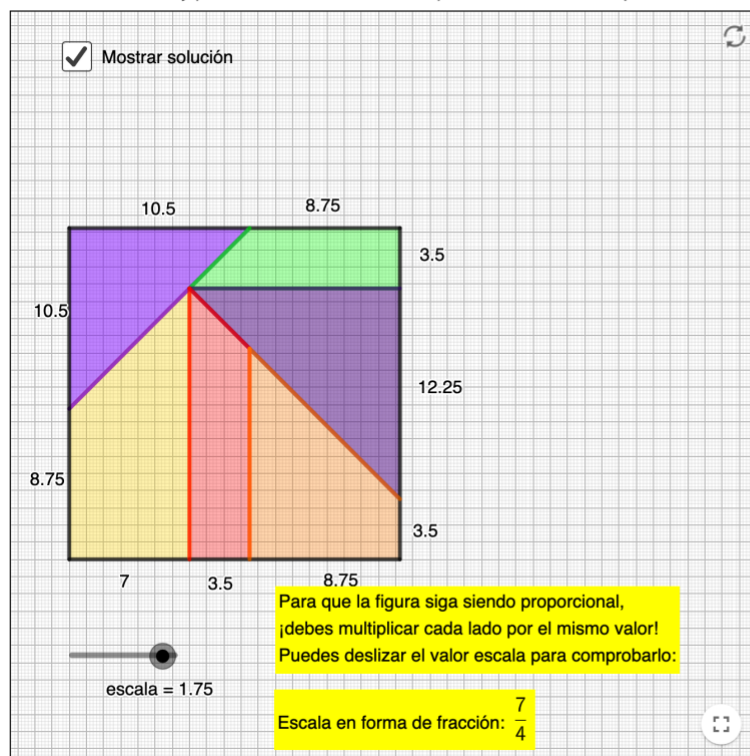 Mostrar solución
10.5
8.75
3.5
10.5
12.25
8.75
3.5
7
3.5
8.75
Para que la figura siga siendo proporcional,
¡debes multiplicar cada lado por el mismo valor!
Puedes deslizar el valor escala para comprobarlo:
escala = 1.75
Escala en forma de fracción: 7/4